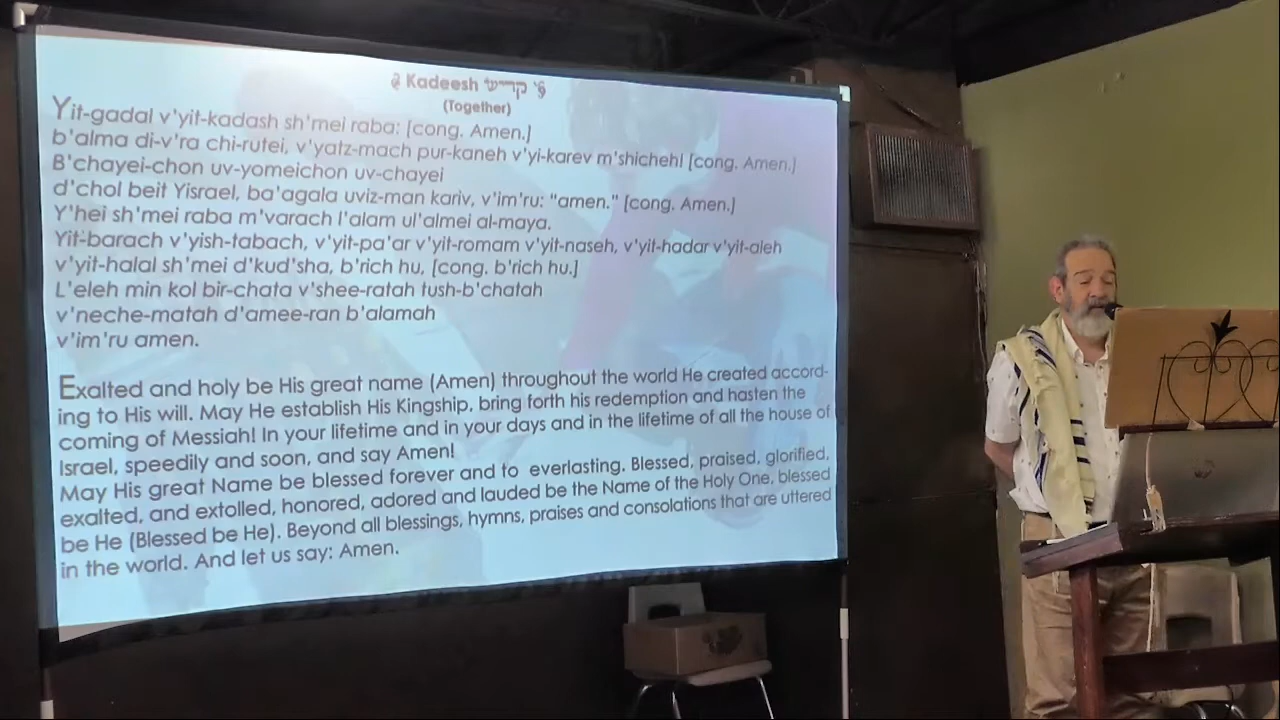 Kadeesh קדיש
(Together)
Yit-gadal v'yit-kadash sh'mei raba: [cong. Amen.]
b'alma di-v'ra chi-rutei, v'yatz-mach pur-kaneh v'yi-karev m'shicheh! [cong. Amen.]
B'chayei-chon uv-yomeichon uv-chayei
d'chol beit Yisrael, ba'agala uviz-man kariv, v'im'ru: "amen." [cong. Amen.]
Y'hei sh'mei raba m'varach l'alam ul'almei al-maya.
Yit-barach v'yish-tabach, v'yit-pa'ar v'yit-romam v'yit-naseh, v'yit-hadar v'yit-aleh
v'yit-halal sh'mei d'kud'sha, b'rich hu, [cong. b'rich hu.]
L'eleh min kol bir-chata v'shee-ratah tush-b'chatah
v'neche-matah d'amee-ran b'alamah
v'im'ru amen.
Exalted and holy be His great name (Amen) throughout the world He created accord-
ing to His will. May He establish His Kingship, bring forth his redemption and hasten the
coming of Messiah! In your lifetime and in your days and in the lifetime of all the house of
Israel, speedily and soon, and say Amen!
May His great Name be blessed forever and to everlasting. Blessed, praised, glorified,
exalted, and extolled, honored, adored and lauded be the Name of the Holy One, blessed
be He (Blessed be He). Beyond all blessings, hymns, praises and consolations that are uttered
in the world. And let us say: Amen.